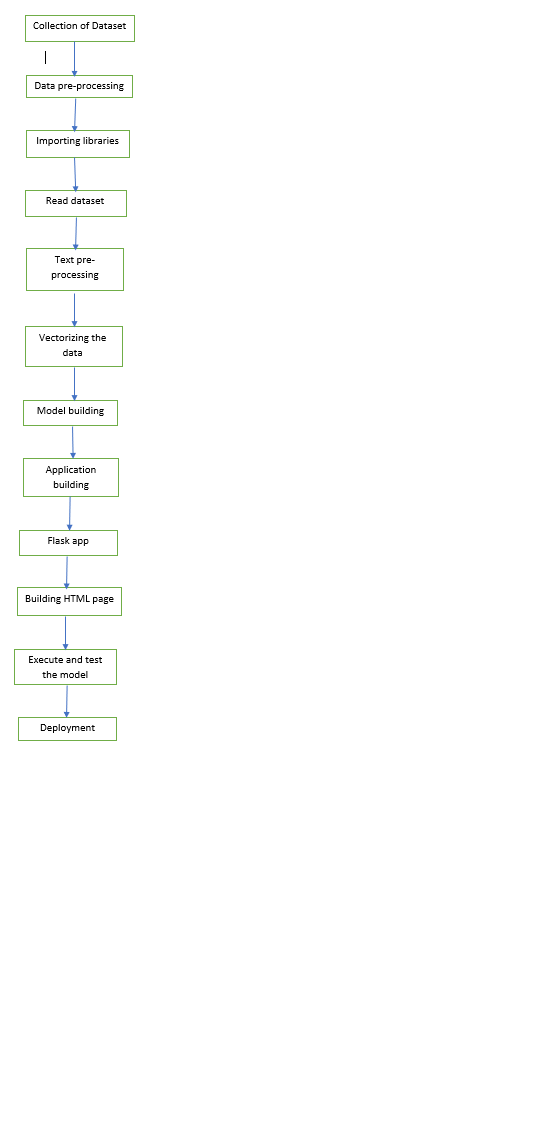 Collection of Dataset
Data pre-processing
Importing libraries
Read dataset
Text pre-
processing
Vectorizing the
data
Model building
Application
building
Flask app
Building HTML page
Execute and test
the model
Deployment